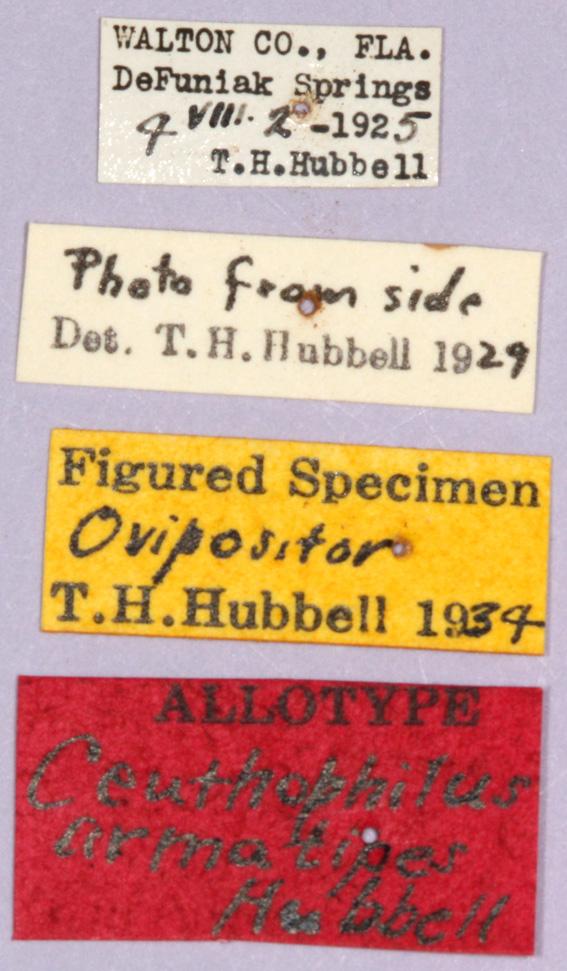 WALTON CO., FLA.
DeFuniak Springs
4 VIII. 2-1925
T.H.Hubbell
Photo from side
Det. T.H.Hubbell 1929
Figured Specimen
Ovipositor
T.H.Hubbell 1934
ALLOTYPE
Ceuthophilus
armatipes
Hubbell